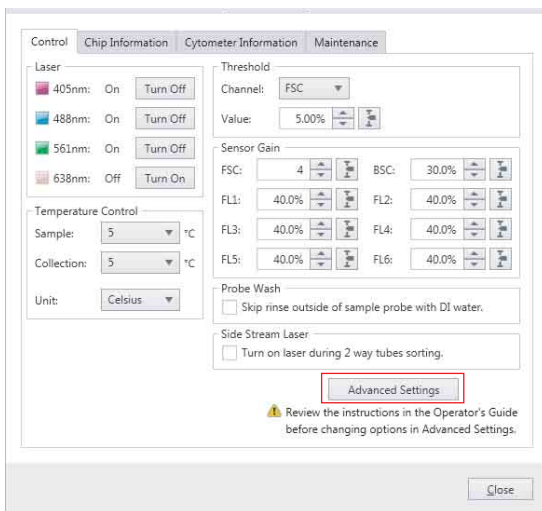 Control Chip Information Cytometer Information Maintenance
Laser
405nm: On Turn Off
488nm: On Turn Off
561nm: On Turn Off
638nm: Off Turn On
Temperature Control
Sample: 5 °C
Collection: 5 °C
Unit: Celsius
Threshold
Channel: FSC
Value: 5.00%
Sensor Gain
FSC: 4 BSC: 30.0%
FL1: 40.0% FL2: 40.0%
FL3: 40.0% FL4: 40.0%
FL5: 40.0% FL6: 40.0%
Probe Wash
Skip rinse outside of sample probe with DI water.
Side Stream Laser
Turn on laser during 2 way tubes sorting.
Advanced Settings
Review the instructions in the Operator's Guide
before changing options in Advanced Settings.
Close